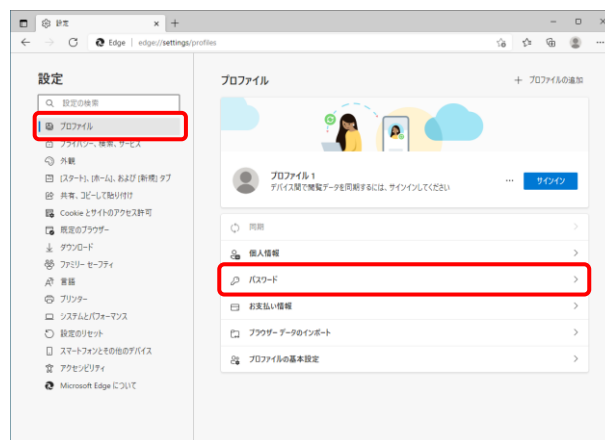 設定
Edge | edge://settings/profiles
設定
設定の検索
プロファイル
プライバシー、検索、サービス
外観
[スタート]、[ホーム]、および [新規] タブ
共有、コピーして貼り付け
Cookie とサイトのアクセス許可
既定のブラウザー
ダウンロード
ファミリー セーフティ
言語
プリンター
システムとパフォーマンス
設定のリセット
スマートフォンとその他のデバイス
アクセシビリティ
Microsoft Edge について
プロファイル
+ プロファイルの追加
プロファイル 1
デバイス間で閲覧データを同期するには、サインインしてください
サインイン
同期
個人情報
パスワード
お支払い情報
ブラウザー データのインポート
プロファイルの基本設定